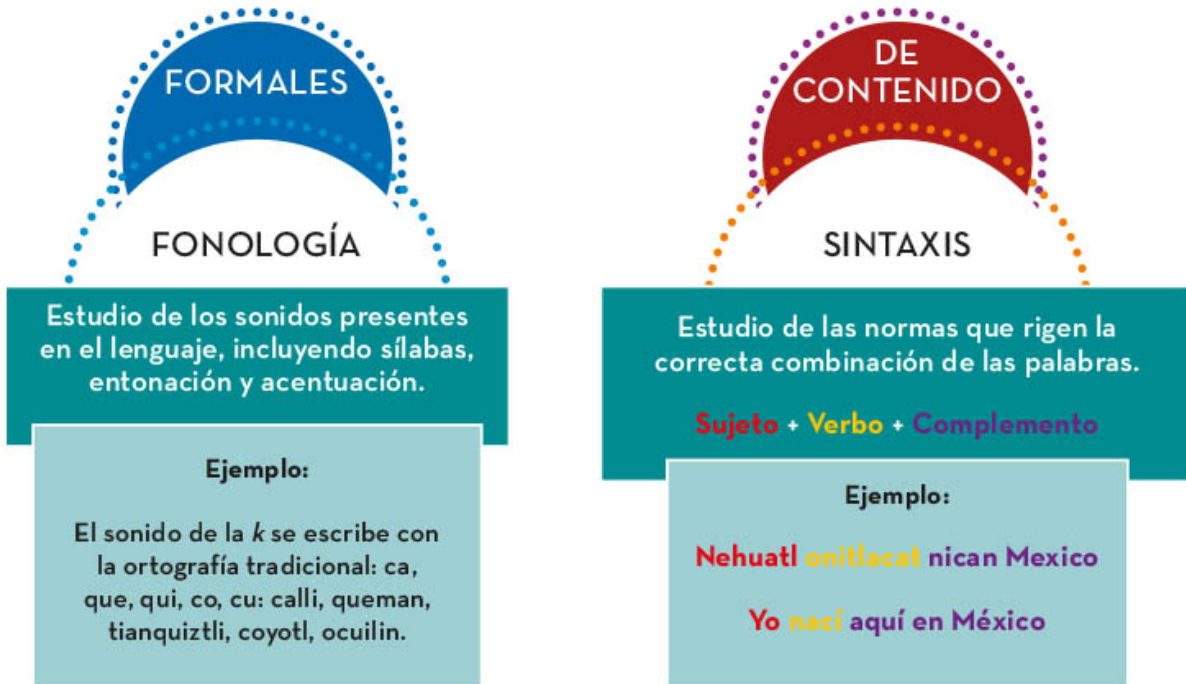 FORMALES
FONOLOGÍA
Estudio de los sonidos presentes
en el lenguaje, incluyendo sílabas,
entonación y acentuación.
Ejemplo:
El sonido de la k se escribe con
la ortografía tradicional: ca,
que, qui, co, cu: calli, queman,
tianquiztli, coyotl, ocuilin.
DE
CONTENIDO
SINTAXIS
Estudio de las normas que rigen la
correcta combinación de las palabras.
Sujeto + Verbo + Complemento
Ejemplo:
Nehuatl onitlacat nican Mexico
Yo nací aquí en México